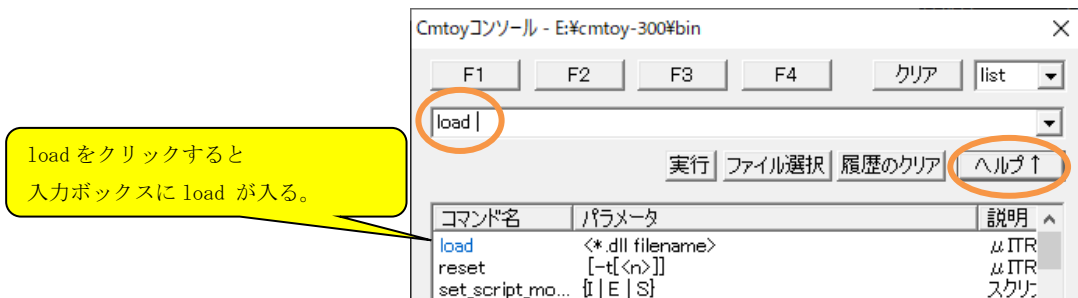 Cmtoyコンソール - E:¥cmtoy-300¥bin
F1 F2 F3 F4 クリア list
load
loadをクリックすると
入力ボックスにload が入る。
実行 ファイル選択 履歴のクリア ヘルプ↑
コマンド名 パラメータ 説明
load <*.dll filename> μITR
reset [-t[<n>]] μITR
set_script_mo... {I | E | S} スクリプ